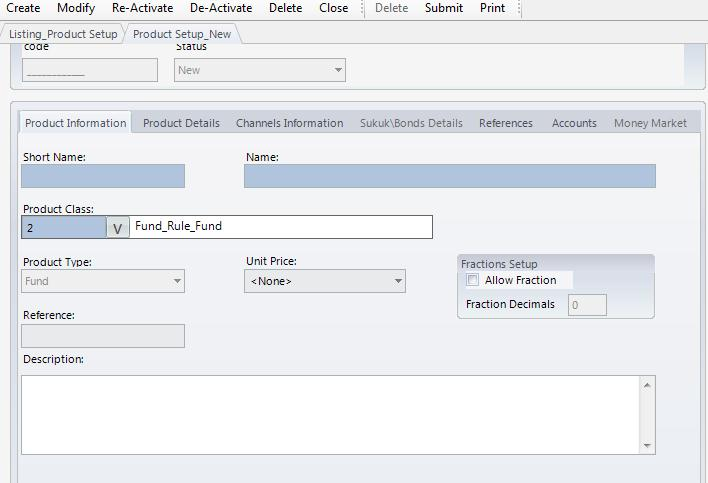 Create Modify Re-Activate De-Activate Delete Close Delete Submit Print
Listing_Product Setup Product Setup_New
code Status
____________ New
Product Information Product Details Channels Information Sukuk\Bonds Details References Accounts Money Market
Short Name: Name:
Product Class:
2 V Fund_Rule_Fund
Product Type: Unit Price: Fractions Setup
Fund <None> Allow Fraction
Fraction Decimals 0
Reference:
Description: